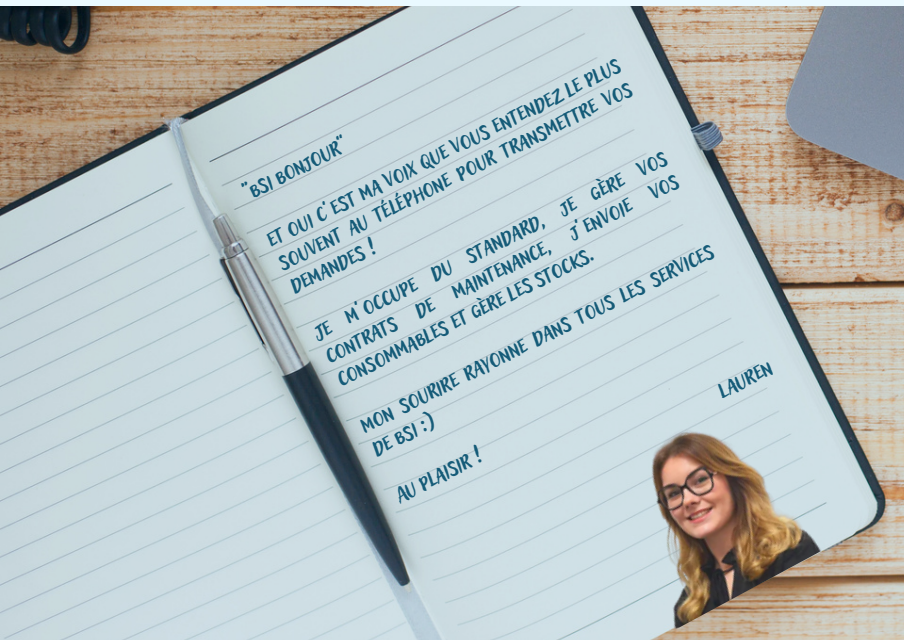 "BSI BONJOUR"
ET OUI C'EST MA VOIX QUE VOUS ENTENDEZ LE PLUS
SOUVENT AU TÉLÉPHONE POUR TRANSMETTRE VOS
DEMANDES !
JE M'OCCUPE DU STANDARD, JE GÈRE VOS
CONTRATS DE MAINTENANCE, J'ENVOIE VOS
CONSOMMABLES ET GÈRE LES STOCKS.
MON SOURIRE RAYONNE DANS TOUS LES SERVICES
DE BSI :)
AU PLAISIR !
LAUREN